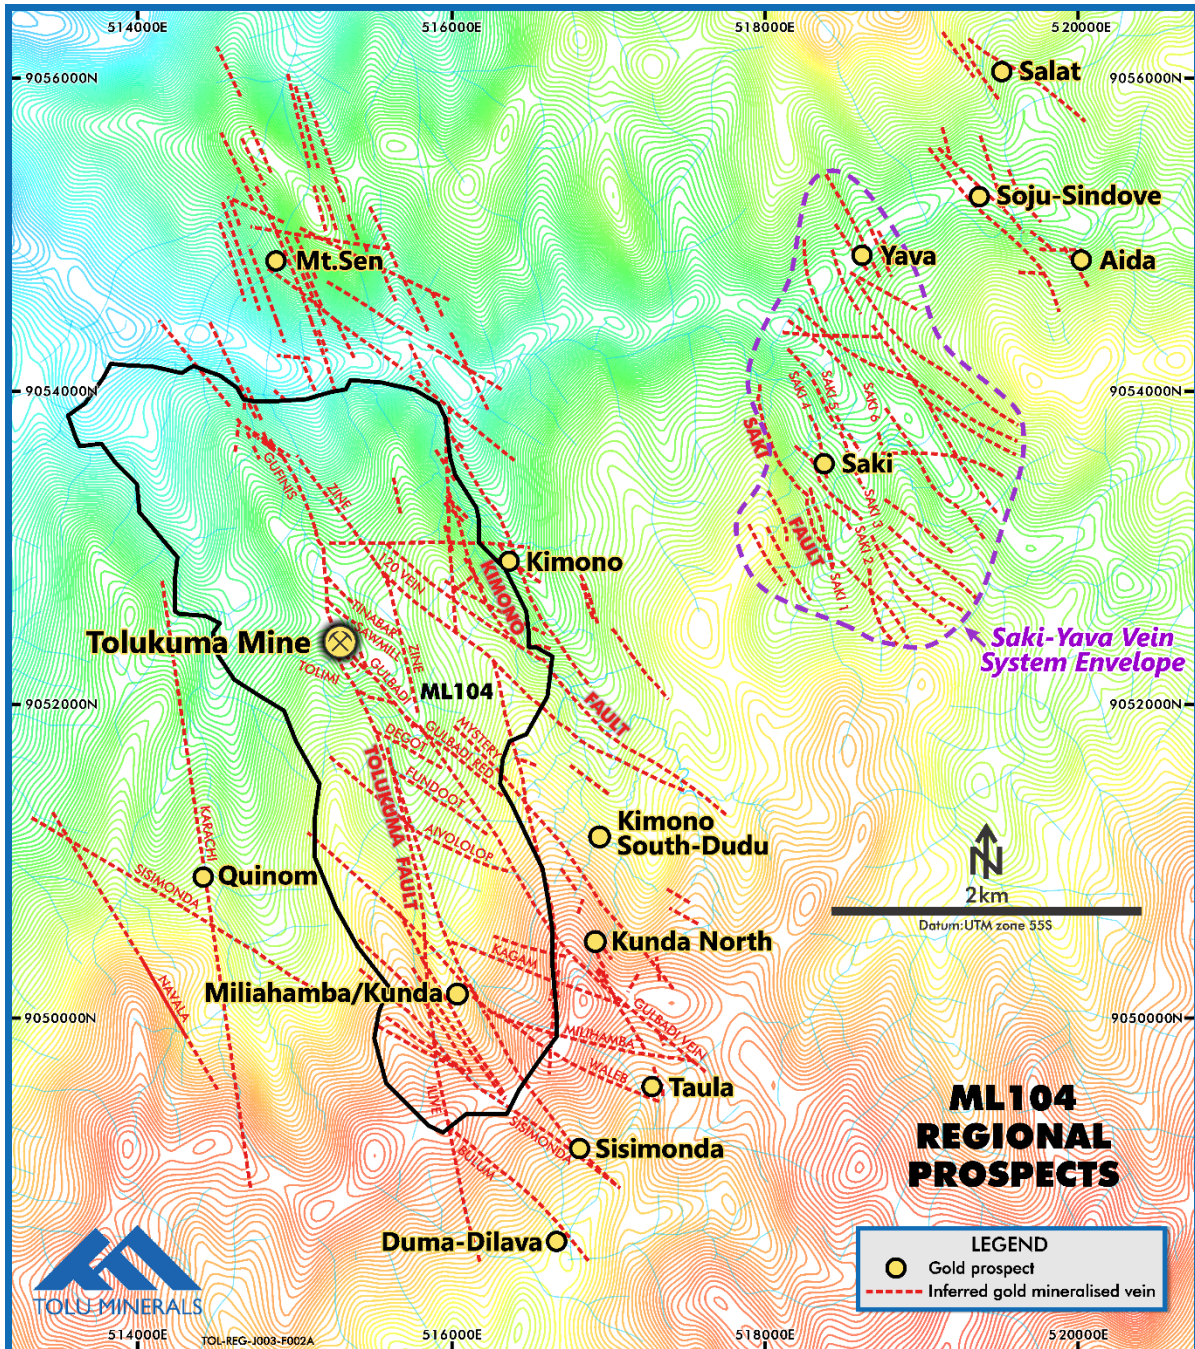 514000E
516000E
518000E
520000E
9056000N
9056000N
Salat
Soju-Sindove
Yava
Aida
Mt.Sen
9054000N
9054000N
SAKI 4
SAKI 5
SAKI 6
SAKI
FAULT
Saki
SAKI 3
SAKI 2
SAKI 1
GUFINIS
ZINE
120 VEIN
Kimono
KIMONO
FAULT
TINABAR
SAWMILL
Tolukuma Mine
ZINE
GULBADI
TOLIMI
ML104
Saki-Yava Vein
System Envelope
9052000N
9052000N
MYSTERY
GULBADI RED
DEGOT
FUNDOOT
TOLUKUMA FAULT
AIVOLOLOP
KARACHI
Kimono
South-Dudu
Quinom
SISIMONDA
N
2km
Datum:UTM zone 55S
Kunda North
KAGAM
NAVALA
Miliahamba/Kunda
GULBADI VEIN
9050000N
9050000N
MILIHAMBA
WALEB
Taula
ILIVE
SISIMONDA
Sisimonda
BULUM
Duma-Dilava
ML104
REGIONAL
PROSPECTS
LEGEND
Gold prospect
Inferred gold mineralised vein
TOLU MINERALS
TOL-REG-J003-F002A
514000E
516000E
518000E
520000E